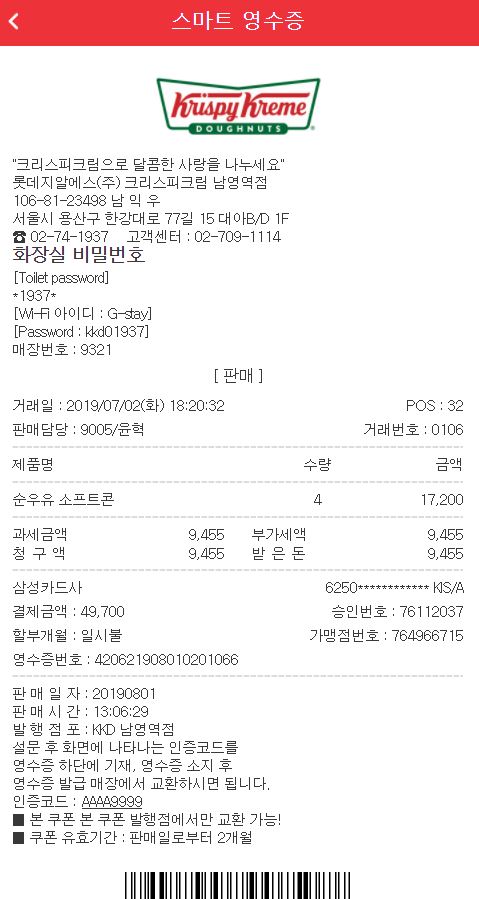 스마트 영수증
Krispy Kreme
DOUGHNUTS
"크리스피크림으로 달콤한 사랑을 나누세요"
롯데지알에스(주) 크리스피크림 남영역점
106-81-23498 남 익 우
서울시 용산구 한강대로 77길 15 대아B/D 1F
☎ 02-74-1937 고객센터 : 02-709-1114
화장실 비밀번호
[Toilet password]
*1937*
[Wi-Fi 아이디 : G-stay]
[Password : kkd01937]
매장번호 : 9321
[ 판매 ]
거래일 : 2019/07/02(화) 18:20:32 POS : 32
판매담당 : 9005/윤혁 거래번호 : 0106
제품명 수량 금액
순우유 소프트콘 4 17,200
과세금액 9,455 부가세액 9,455
청 구 액 9,455 받 은 돈 9,455
삼성카드사 6250************ KIS/A
결제금액 : 49,700 승인번호 : 76112037
할부개월 : 일시불 가맹점번호 : 764966715
영수증번호 : 420621908010201066
판 매 일 자 : 20190801
판 매 시 간 : 13:06:29
발 행 점 포 : KKD 남영역점
설문 후 화면에 나타나는 인증코드를
영수증 하단에 기재, 영수증 소지 후
영수증 발급 매장에서 교환하시면 됩니다.
인증코드 : AAAA9999
■ 본 쿠폰 본 쿠폰 발행점에서만 교환 가능!
■ 쿠폰 유효기간 : 판매일로부터 2개월